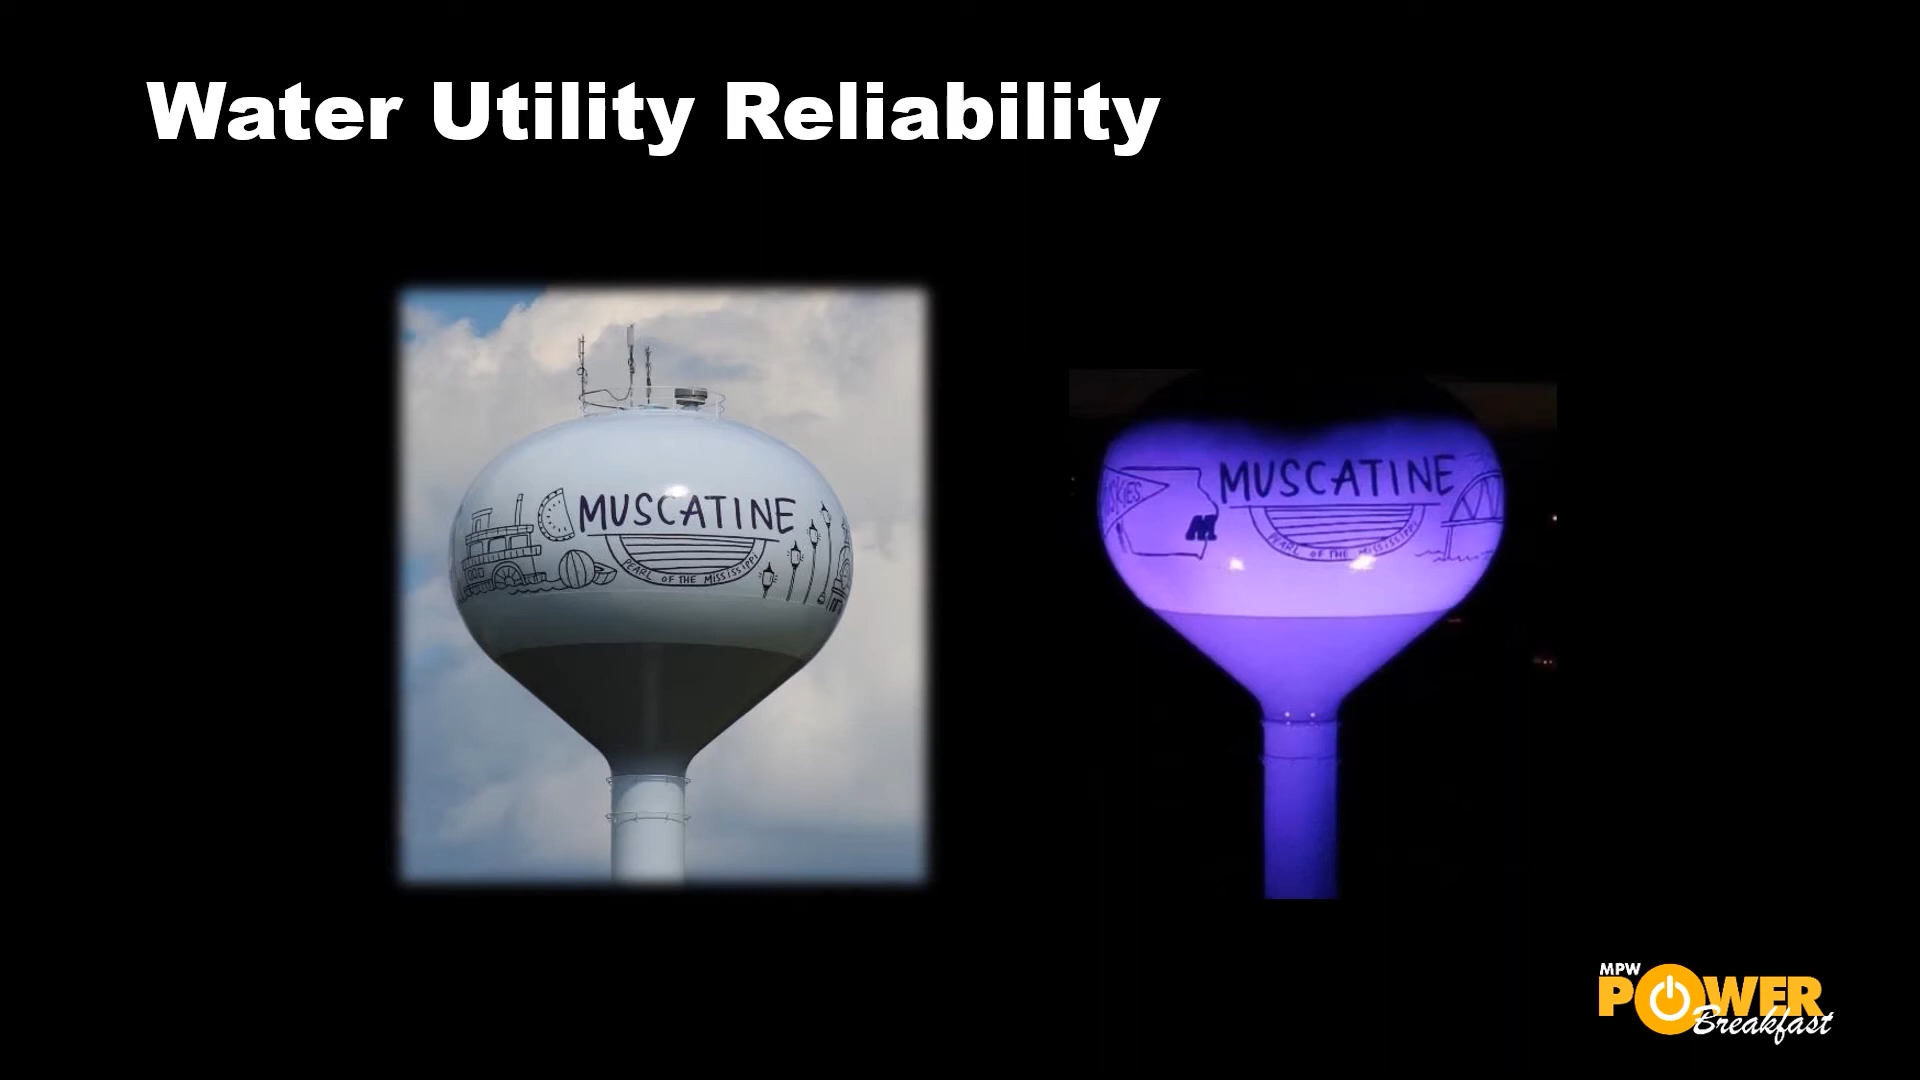 Water Utility Reliability
MUSCATINE
PEARL OF THE MISSISSIPPI
MUSCATINE
M
PEARL OF THE MISSISSIPPI
MPW
POWER
Breakfast